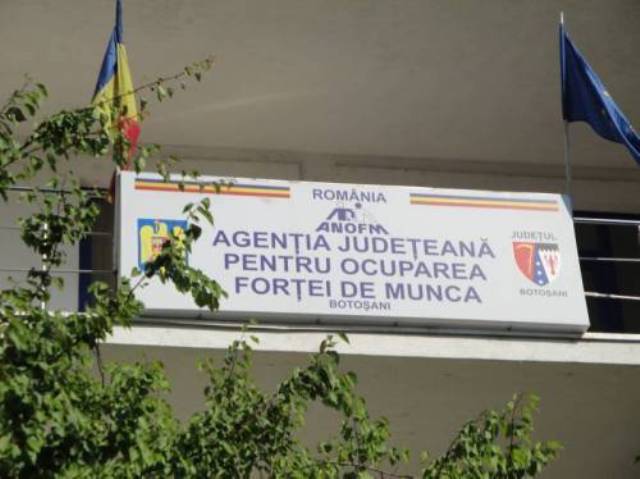 ROMÂNIA
ANOFM
AGENȚIA JUDEȚEANĂ
PENTRU OCUPAREA
FORȚEI DE MUNCA
BOTOȘANI
JUDEȚUL
BOTOȘANI